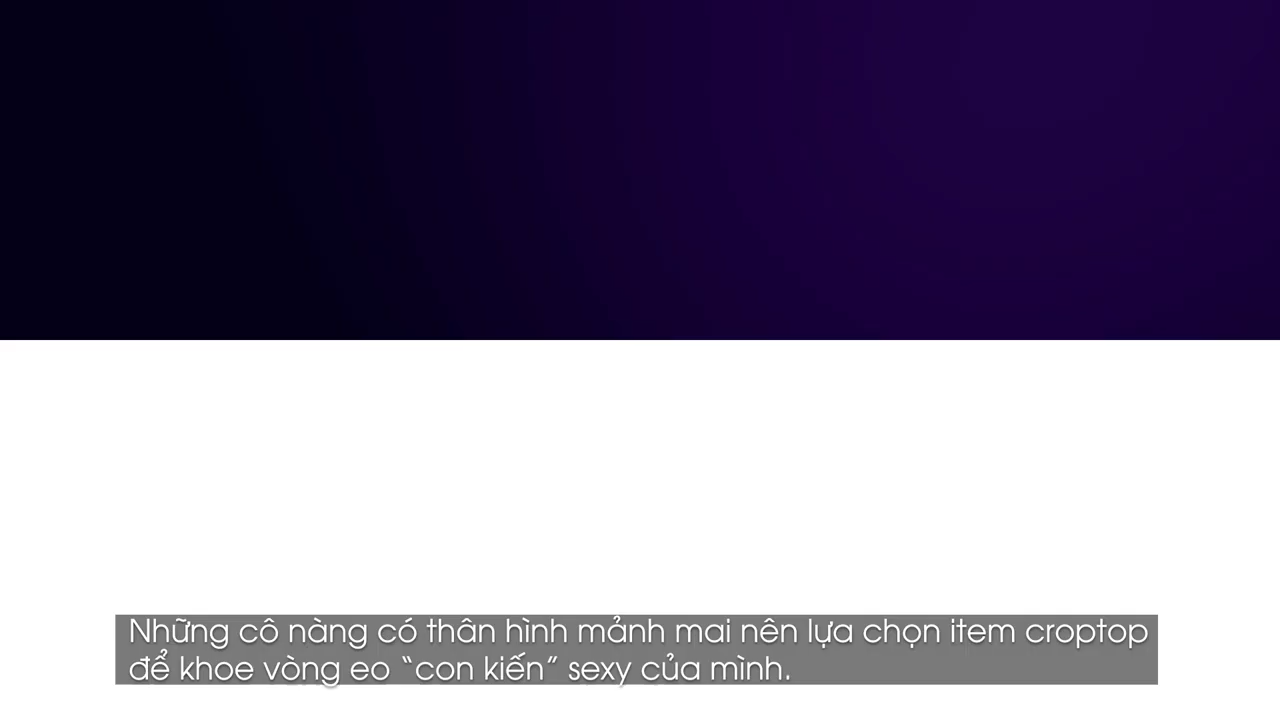 Những cô nàng có thân hình mảnh mai nên lựa chọn item croptop
để khoe vòng eo “con kiến” sexy của mình.